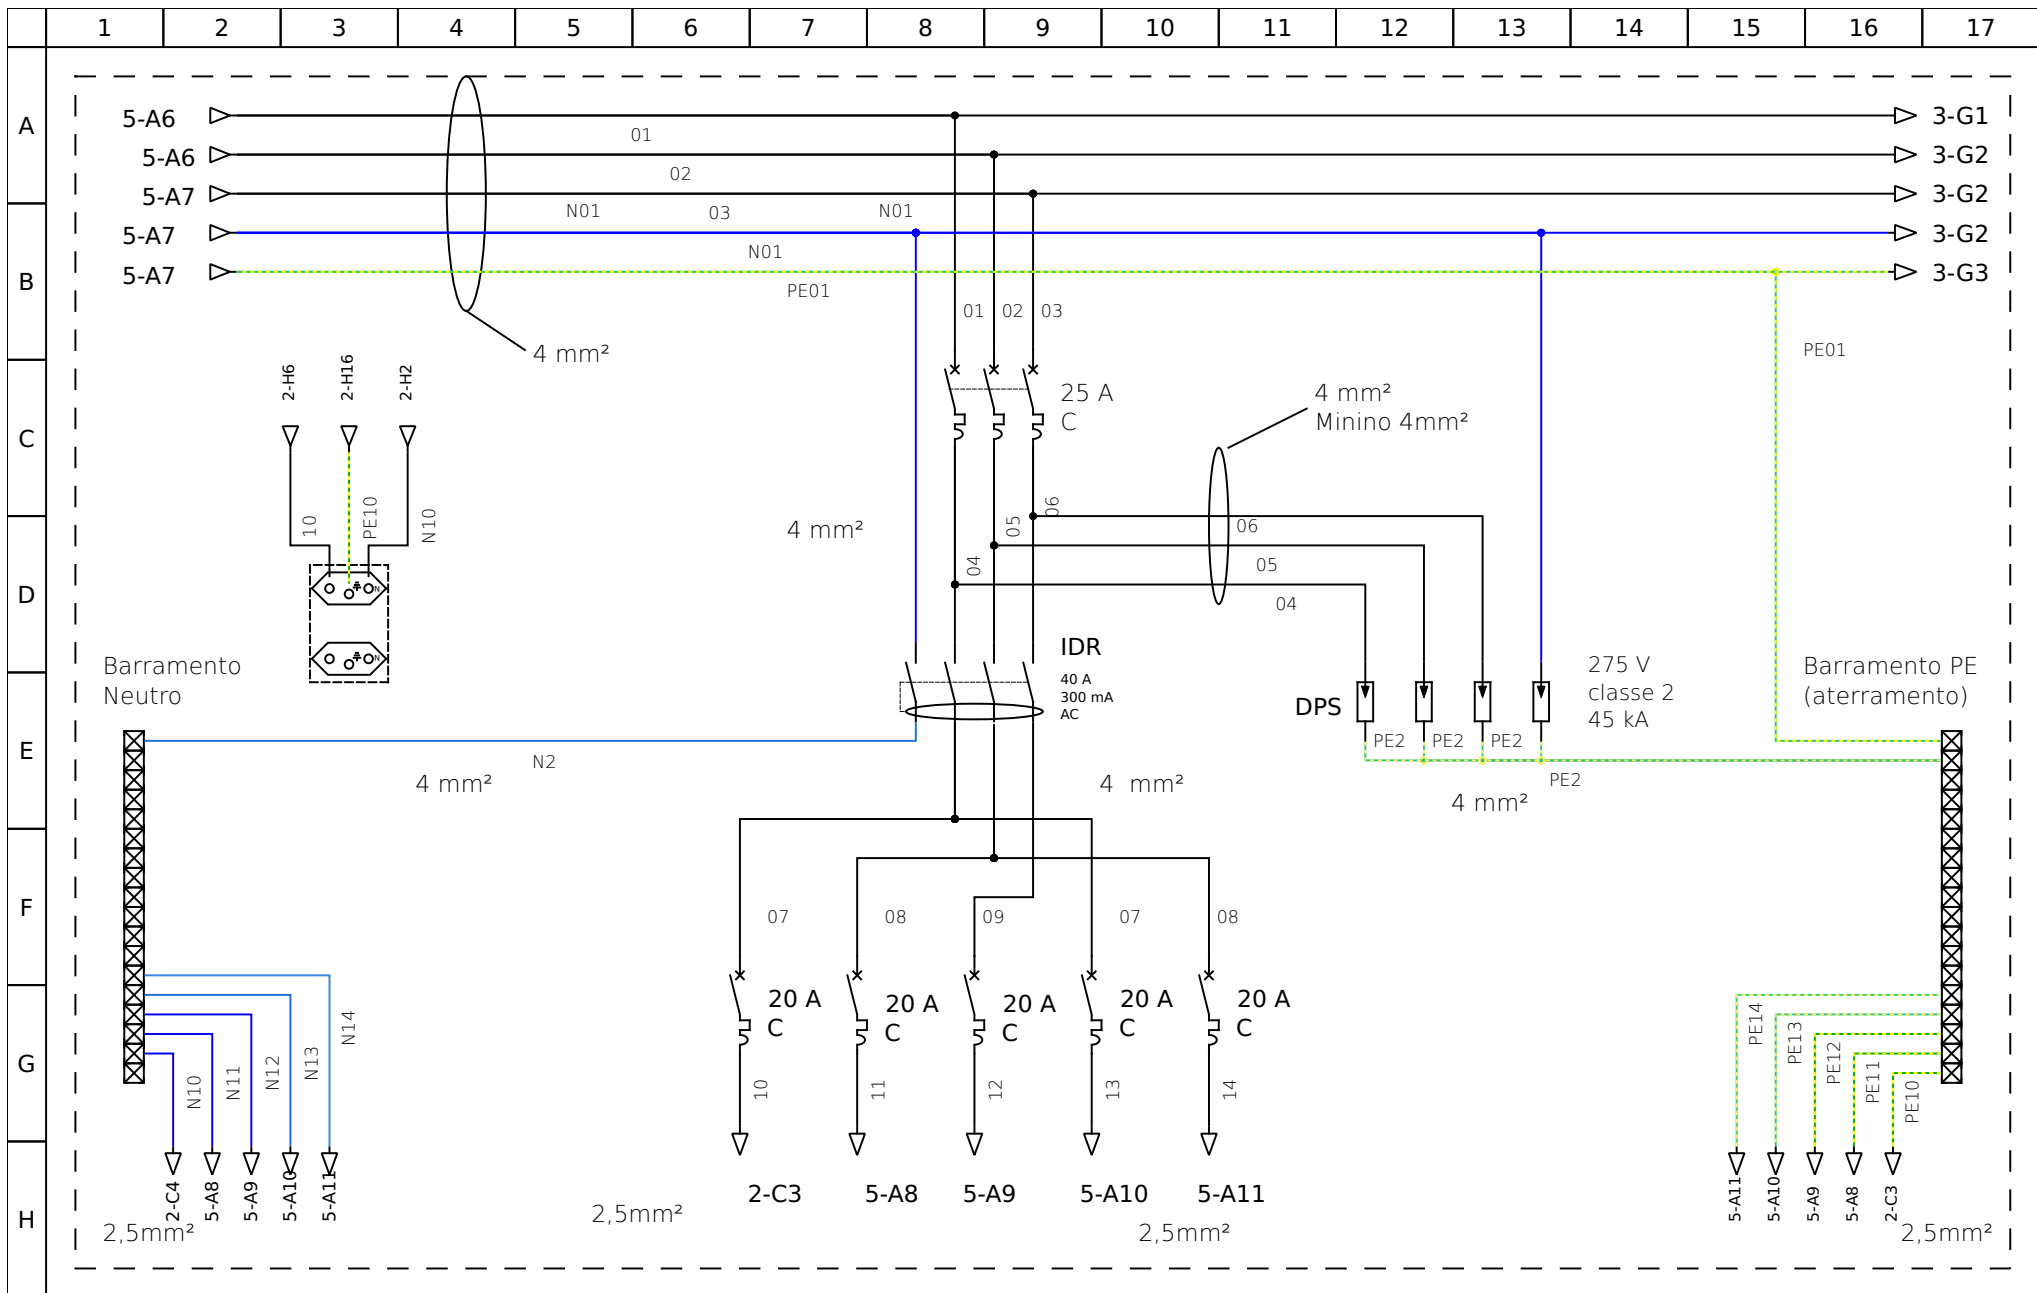 1 2 3 4 5 6 7 8 9 10 11 12 13 14 15 16 17
A
5-A6 3-G1
01
5-A6 3-G2
02
5-A7 3-G2
N01 03 N01
5-A7 3-G2
N01
B
5-A7 3-G3
PE01
01 02 03
PE01
4 mm²
2-H6 2-H16 2-H2
25 A
C
4 mm²
Minino 4mm²
C
10 PE10 N10
4 mm²
04 05 06
06
05
04
D
N
N
IDR
40 A
300 mA
AC
Barramento
Neutro
275 V
classe 2
45 kA
Barramento PE
(aterramento)
DPS
E
PE2 PE2 PE2
N2
PE2
4 mm²
4 mm²
4 mm²
F
07 08 09 07 08
20 A
C
20 A
C
20 A
C
20 A
C
20 A
C
G
N10 N11 N12 N13 N14
10 11 12 13 14
PE14 PE13 PE12 PE11 PE10
2-C4 5-A8 5-A9 5-A10 5-A11
2-C3 5-A8 5-A9 5-A10 5-A11
5-A11 5-A10 5-A9 5-A8 2-C3
H
2,5mm²
2,5mm²
2,5mm²
2,5mm²